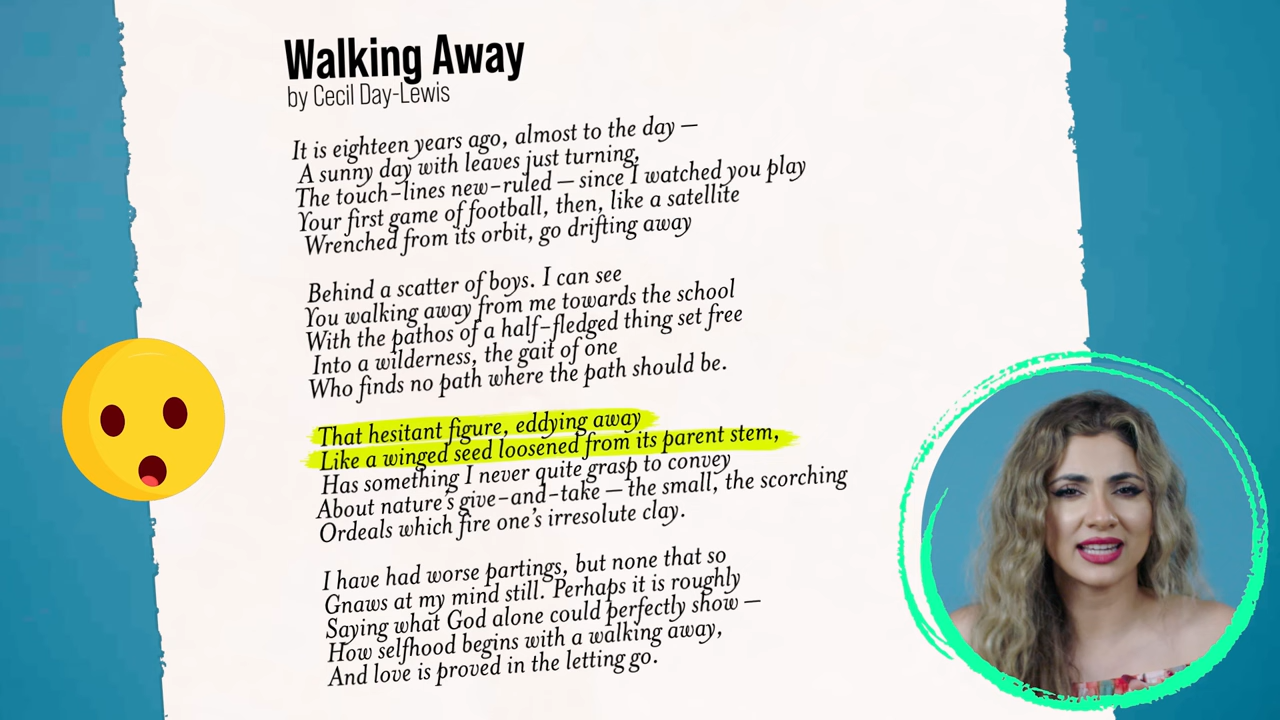 Walking Away
by Cecil Day-Lewis
It is eighteen years ago, almost to the day –
A sunny day with leaves just turning,
The touch-lines new-ruled – since I watched you play
Your first game of football, then, like a satellite
Wrenched from its orbit, go drifting away
Behind a scatter of boys. I can see
You walking away from me towards the school
With the pathos of a half-fledged thing set free
Into a wilderness, the gait of one
Who finds no path where the path should be.
That hesitant figure, eddying away
Like a winged seed loosened from its parent stem,
Has something I never quite grasp to convey
About nature's give-and-take – the small, the scorching
Ordeals which fire one's irresolute clay.
I have had worse partings, but none that so
Gnaws at my mind still. Perhaps it is roughly
Saying what God alone could perfectly show –
How selfhood begins with a walking away,
And love is proved in the letting go.